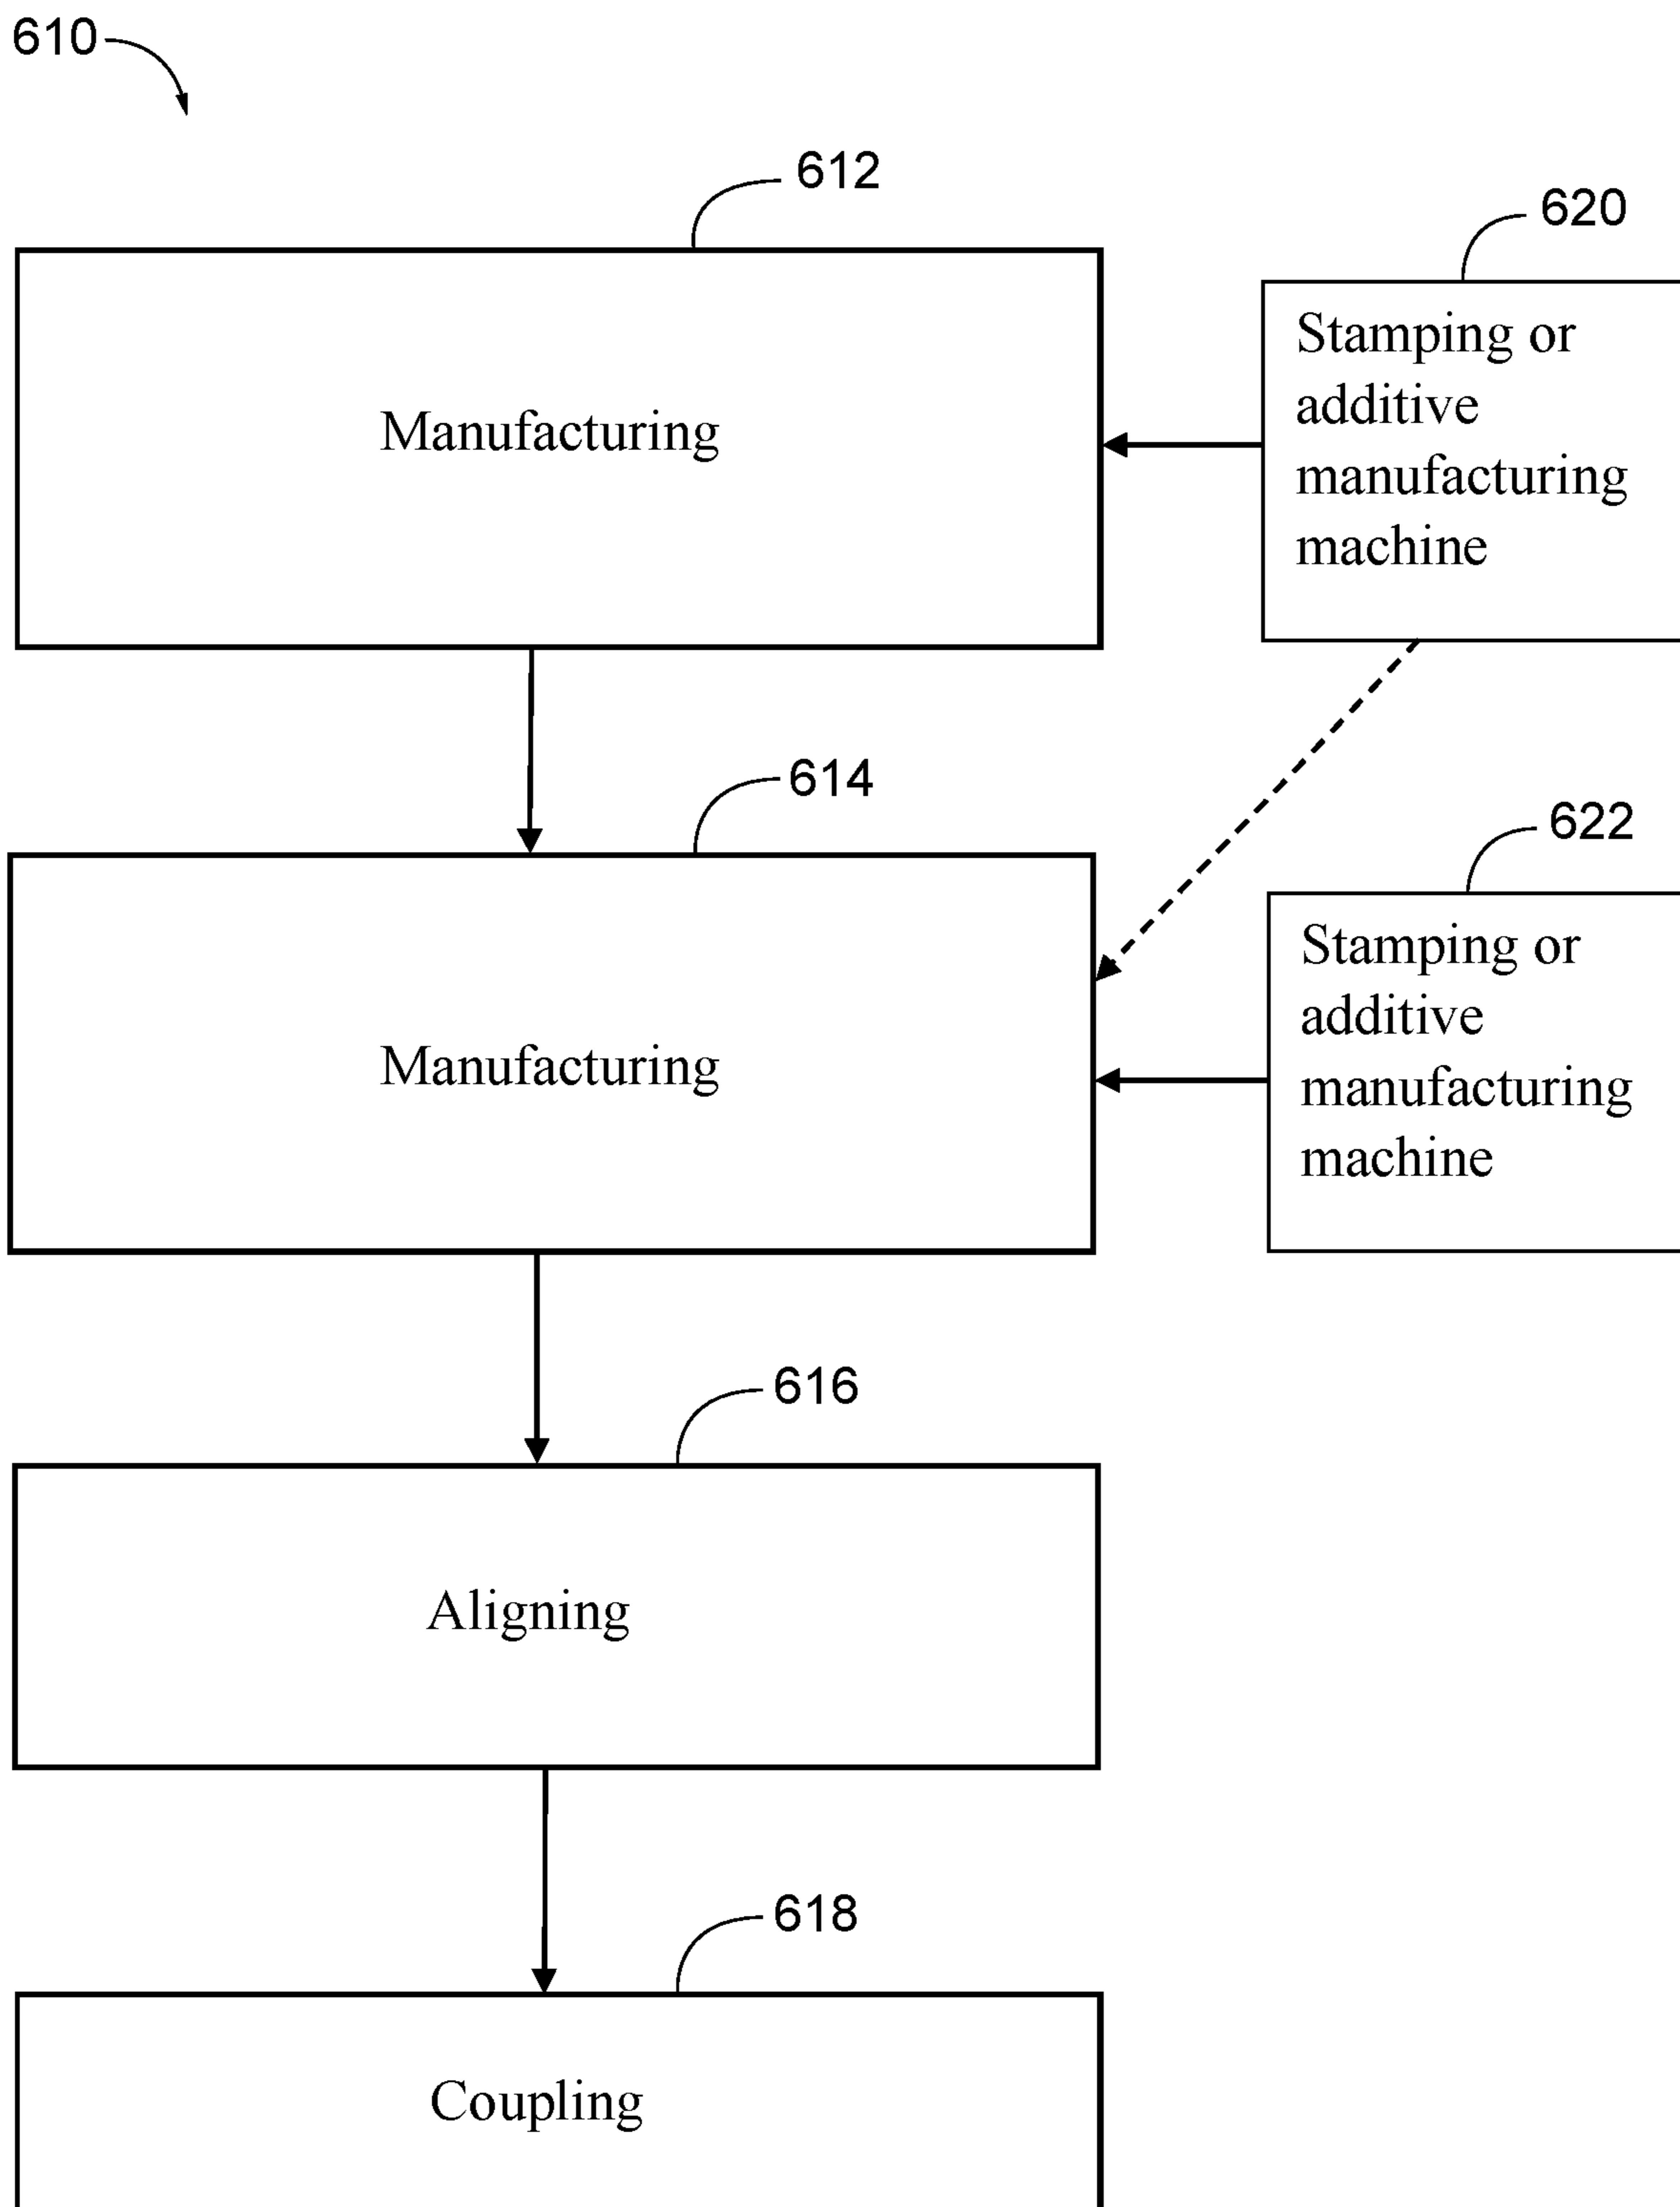 610
612
620
Manufacturing
Stamping or
additive
manufacturing
machine
614
622
Manufacturing
Stamping or
additive
manufacturing
machine
616
Aligning
618
Coupling